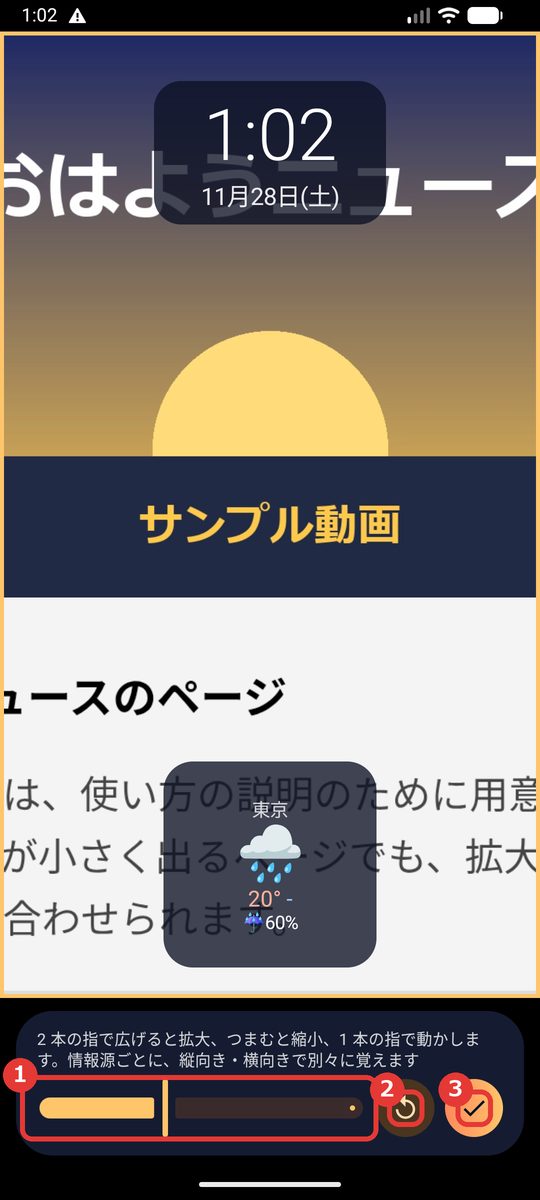 1:02
1:02
11月28日(土)
おはようニュース
サンプル動画
ュースのページ
は、使い方の説明のために用意
が小さく出るページでも、拡大
合わせられます。
東京
20° -
60%
2 本の指で広げると拡大、つまむと縮小、1 本の指で動かしま
す。情報源ごとに、縦向き・横向きで別々に覚えます
1
2
3